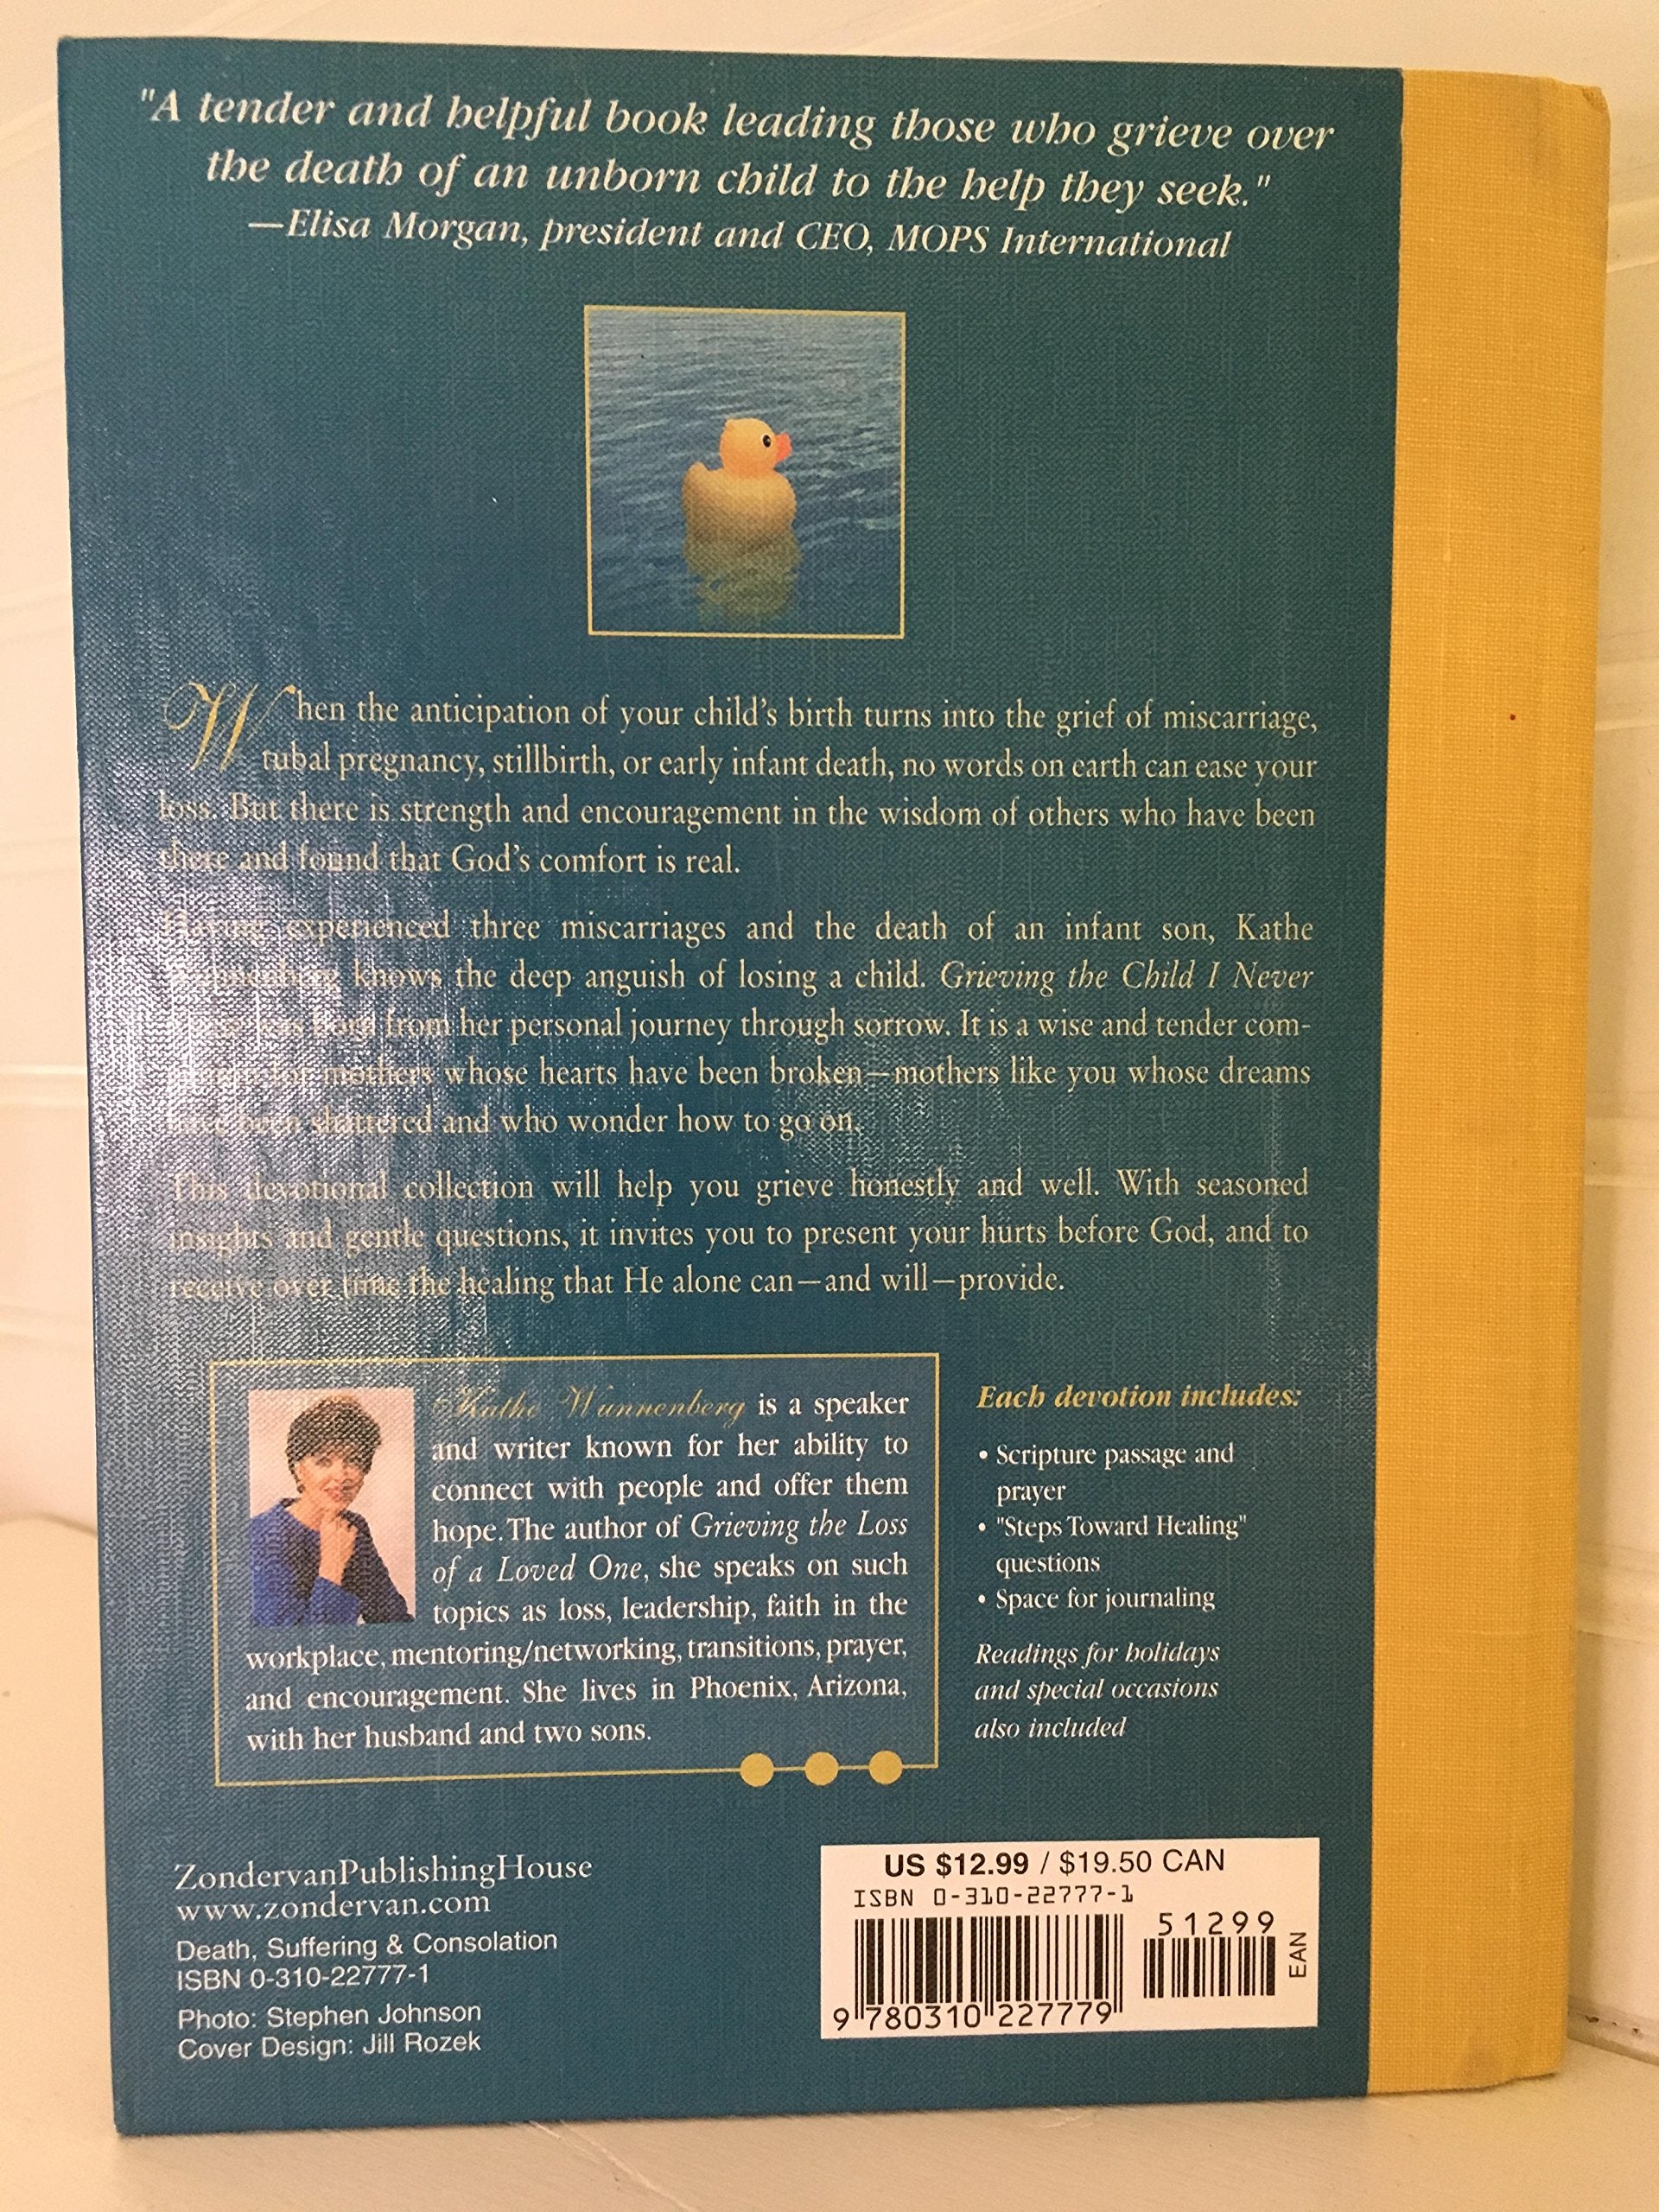 "A tender and helpful book leading those who grieve over
the death of an unborn child to the help they seek."
—Elisa Morgan, president and CEO, MOPS International
When the anticipation of your child's birth turns into the grief of miscarriage,
tubal pregnancy, stillbirth, or early infant death, no words on earth can ease your
loss. But there is strength and encouragement in the wisdom of others who have been
there and found that God's comfort is real.
Having experienced three miscarriages and the death of an infant son, Kathe
knows the deep anguish of losing a child. Grieving the Child I Never
from her personal journey through sorrow. It is a wise and tender com-
for mothers whose hearts have been broken—mothers like you whose dreams
have been shattered and who wonder how to go on.
This devotional collection will help you grieve honestly and well. With seasoned
insights and gentle questions, it invites you to present your hurts before God, and to
receive over time the healing that He alone can—and will—provide.
Kathe Wunnenberg is a speaker
and writer known for her ability to
connect with people and offer them
hope. The author of Grieving the Loss
of a Loved One, she speaks on such
topics as loss, leadership, faith in the
workplace, mentoring/networking, transitions, prayer,
and encouragement. She lives in Phoenix, Arizona,
with her husband and two sons.
Each devotion includes:
• Scripture passage and
prayer
• "Steps Toward Healing"
questions
• Space for journaling
Readings for holidays
and special occasions
also included
ZondervanPublishingHouse
www.zondervan.com
Death, Suffering & Consolation
ISBN 0-310-22777-1
Photo: Stephen Johnson
Cover Design: Jill Rozek
US $12.99 / $19.50 CAN
ISBN 0-310-22777-1
51299
EAN
9 780310 227779